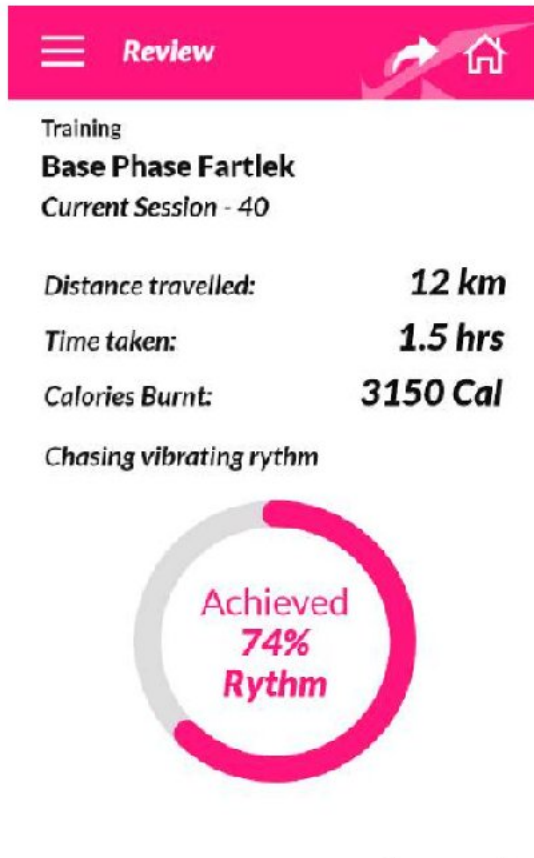 Review
Training
Base Phase Fartlek
Current Session - 40
Distance travelled: 12 km
Time taken: 1.5 hrs
Calories Burnt: 3150 Cal
Chasing vibrating rythm
Achieved
74%
Rythm